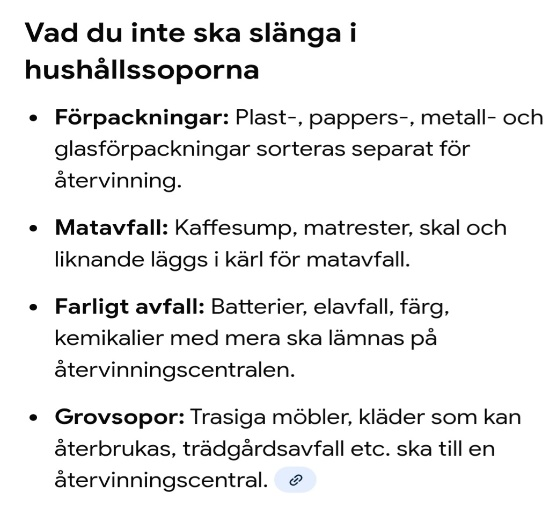 Vad du inte ska slänga i
hushållssoporna
• Förpackningar: Plast-, pappers-, metall- och
glasförpackningar sorteras separat för
återvinning.
• Matavfall: Kaffesump, matrester, skal och
liknande läggs i kärl för matavfall.
• Farligt avfall: Batterier, elavfall, färg,
kemikalier med mera ska lämnas på
återvinningscentralen.
• Grovsopor: Trasiga möbler, kläder som kan
återbrukas, trädgårdsavfall etc. ska till en
återvinningscentral.